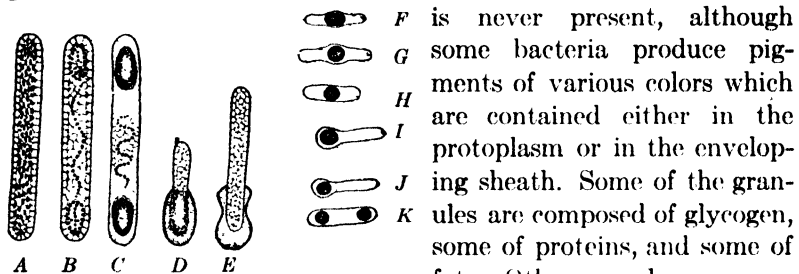 F is never present, although
G some bacteria produce pig-
H ments of various colors which
are contained either in the
I protoplasm or in the envelop-
J ing sheath. Some of the gran-
K ules are composed of glycogen,
some of proteins, and some of
A B C D E